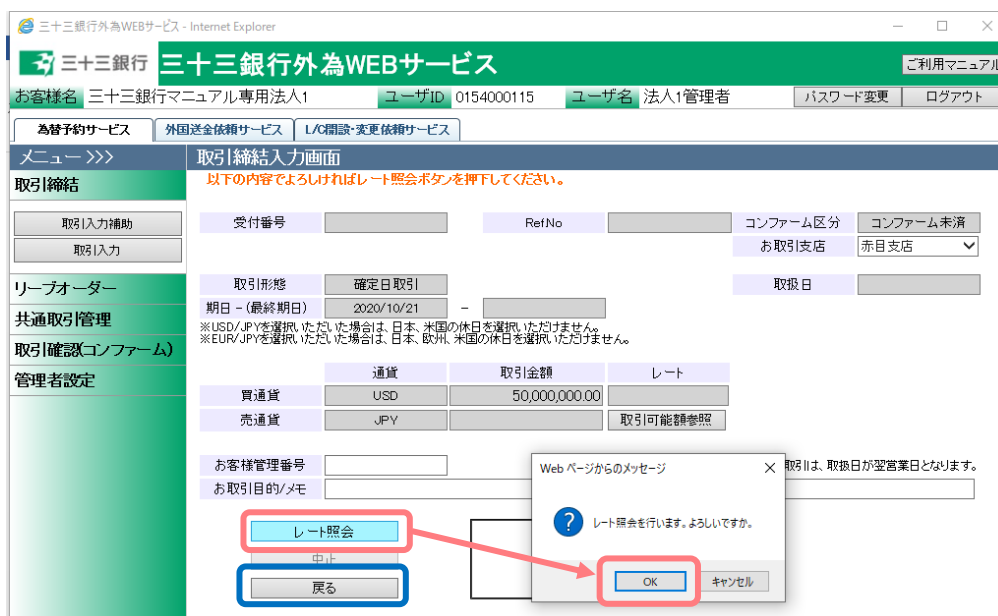 三十三銀行外為WEBサービス - Internet Explorer
三十三銀行 三十三銀行外為WEBサービス ご利用マニュアル
お客様名 三十三銀行マニュアル専用法人1 ユーザID 0154000115 ユーザ名 法人1管理者 パスワード変更 ログアウト
為替予約サービス 外国送金依頼サービス L/C開設・変更依頼サービス
メニュー >>> 取引締結入力画面
取引締結 以下の内容でよろしければレート照会ボタンを押下してください。
取引入力補助 受付番号 RefNo コンファーム区分 コンファーム未済
取引入力 お取引支店 赤目支店
リーブオーダー 取引形態 確定日取引 取扱日
期日 - (最終期日) 2020/10/21 -
共通取引管理 ※USD/JPYを選択いただいた場合は、日本、米国の休日を選択いただけません。
※EUR/JPYを選択いただいた場合は、日本、欧州、米国の休日を選択いただけません。
取引確認(コンファーム)
管理者設定 通貨 取引金額 レート
買通貨 USD 50,000,000.00
売通貨 JPY 取引可能額参照
お客様管理番号 取引は、取扱日が翌営業日となります。
お取引目的/メモ
Web ページからのメッセージ
レート照会を行います。よろしいですか。
OK キャンセル
レート照会
中止
戻る